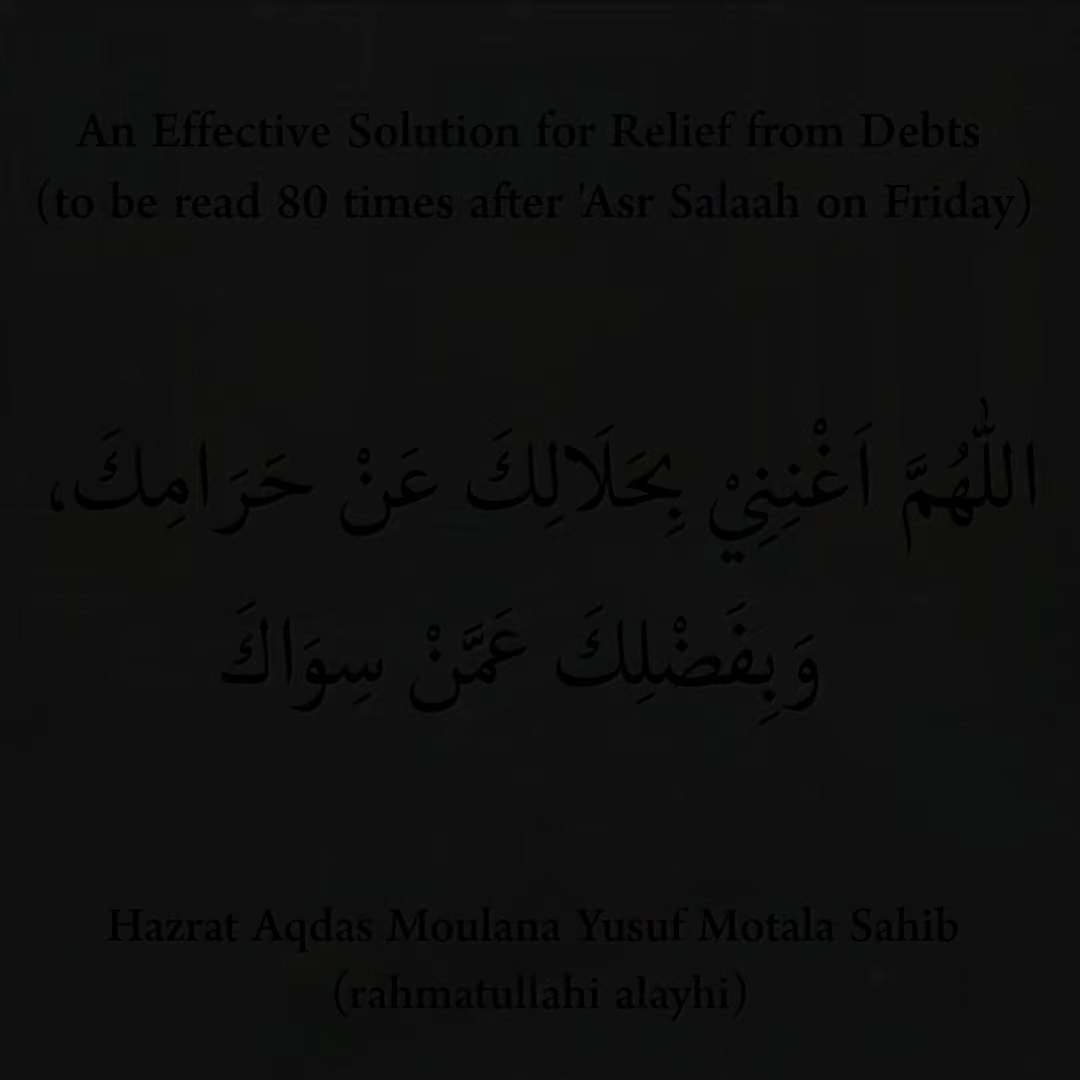 An Effective Solution for Relief from Debts
(to be read 80 times after 'Asr Salaah on Friday)
اللّٰهُمَّ اَغْنِنِيْ بِحَلَالِكَ عَنْ حَرَامِكَ،
وَبِفَضْلِكَ عَمَّنْ سِوَاكَ
Hazrat Aqdas Moulana Yusuf Motala Sahib
(rahmatullahi alayhi)